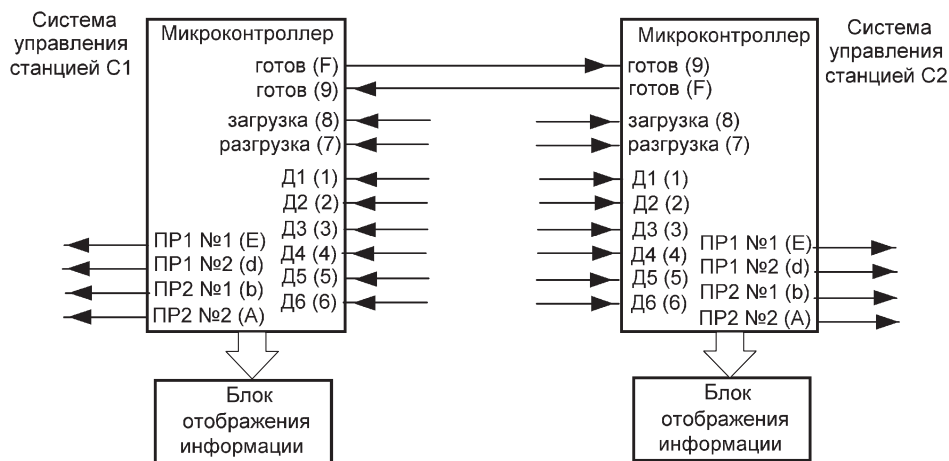 Система
управления
станцией С1
Микроконтроллер
готов (F)
готов (9)
загрузка (8)
разгрузка (7)
Д1 (1)
Д2 (2)
Д3 (3)
Д4 (4)
Д5 (5)
Д6 (6)
ПР1 №1 (E)
ПР1 №2 (d)
ПР2 №1 (b)
ПР2 №2 (A)
Блок
отображения
информации
Микроконтроллер
готов (9)
готов (F)
загрузка (8)
разгрузка (7)
Д1 (1)
Д2 (2)
Д3 (3)
Д4 (4)
Д5 (5)
Д6 (6)
ПР1 №1 (E)
ПР1 №2 (d)
ПР2 №1 (b)
ПР2 №2 (A)
Система
управления
станцией С2
Блок
отображения
информации